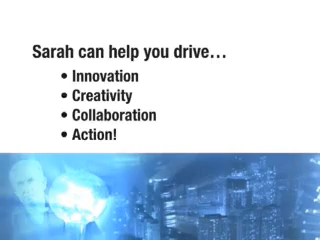 Sarah can help you drive…
• Innovation
• Creativity
• Collaboration
• Action!